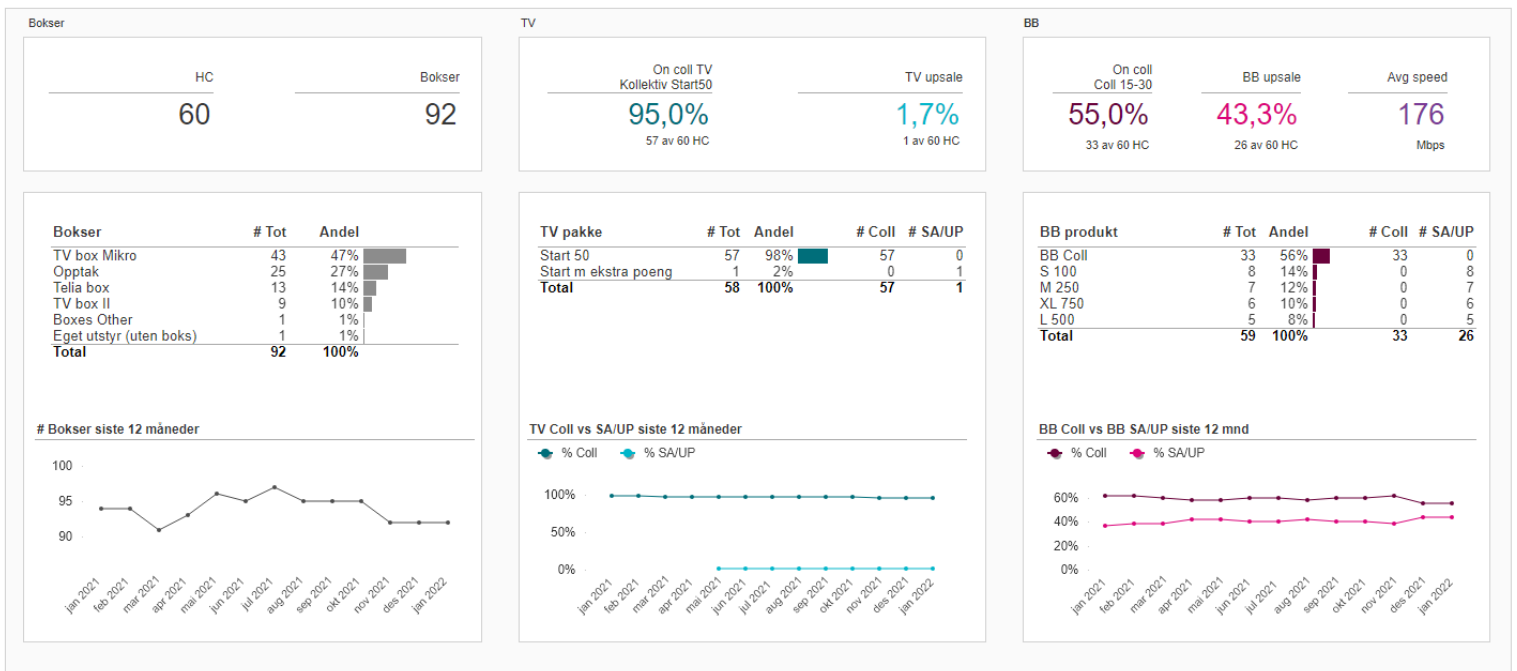 Bokser
HC
60
Bokser
92
Bokser # Tot Andel
TV box Mikro 43 47%
Opptak 25 27%
Telia box 13 14%
TV box II 9 10%
Boxes Other 1 1%
Eget utstyr (uten boks) 1 1%
Total 92 100%
# Bokser siste 12 måneder
100
95
90
jan 2021 feb 2021 mar 2021 apr 2021 mai 2021 jun 2021 jul 2021 aug 2021 sep 2021 okt 2021 nov 2021 des 2021 jan 2022
TV
On coll TV
Kollektiv Start50
95,0%
57 av 60 HC
TV upsale
1,7%
1 av 60 HC
TV pakke # Tot Andel # Coll # SA/UP
Start 50 57 98% 57 0
Start m ekstra poeng 1 2% 0 1
Total 58 100% 57 1
TV Coll vs SA/UP siste 12 måneder
% Coll % SA/UP
100%
50%
0%
jan 2021 feb 2021 mar 2021 apr 2021 mai 2021 jun 2021 jul 2021 aug 2021 sep 2021 okt 2021 nov 2021 des 2021 jan 2022
BB
On coll
Coll 15-30
55,0%
33 av 60 HC
BB upsale
43,3%
26 av 60 HC
Avg speed
176
Mbps
BB produkt # Tot Andel # Coll # SA/UP
BB Coll 33 56% 33 0
S 100 8 14% 0 8
M 250 7 12% 0 7
XL 750 6 10% 0 6
L 500 5 8% 0 5
Total 59 100% 33 26
BB Coll vs BB SA/UP siste 12 mnd
% Coll % SA/UP
60%
40%
20%
0%
jan 2021 feb 2021 mar 2021 apr 2021 mai 2021 jun 2021 jul 2021 aug 2021 sep 2021 okt 2021 nov 2021 des 2021 jan 2022